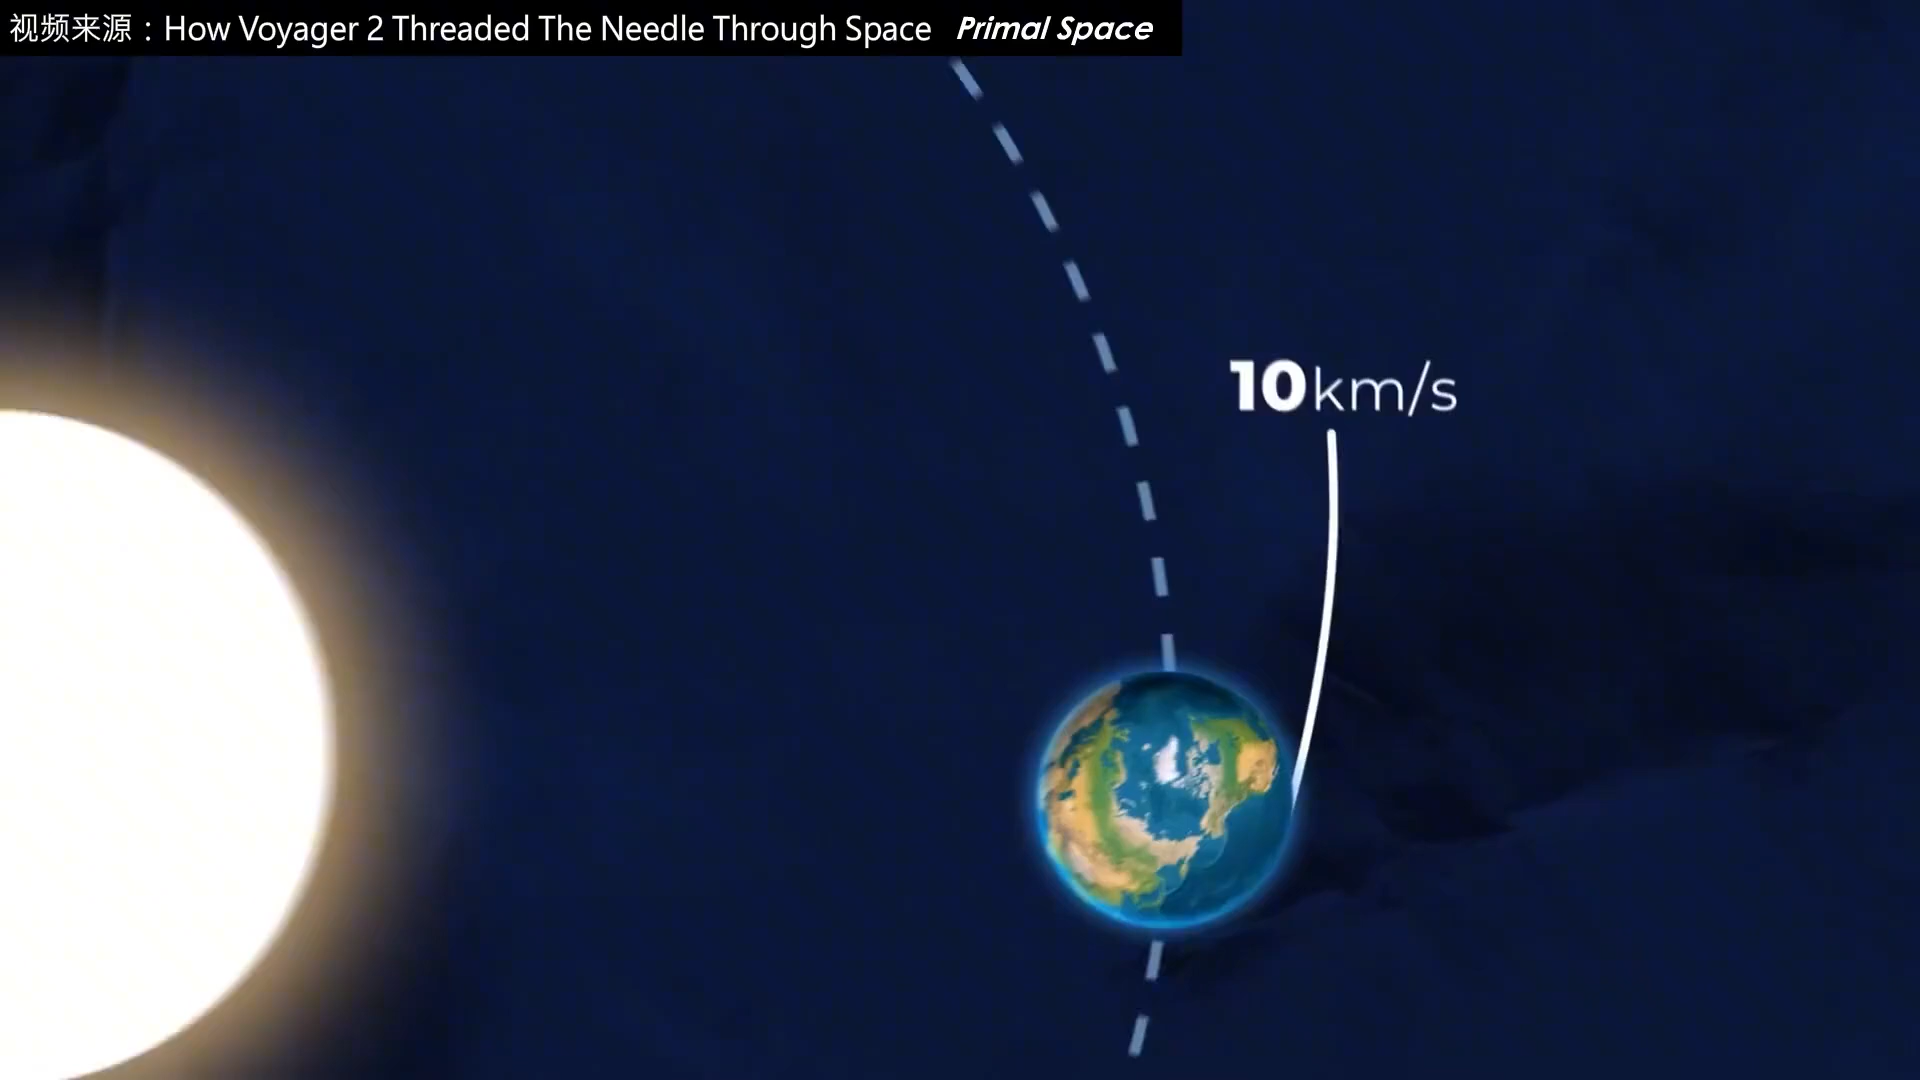 视频来源：How Voyager 2 Threaded The Needle Through Space Primal Space
10km/s